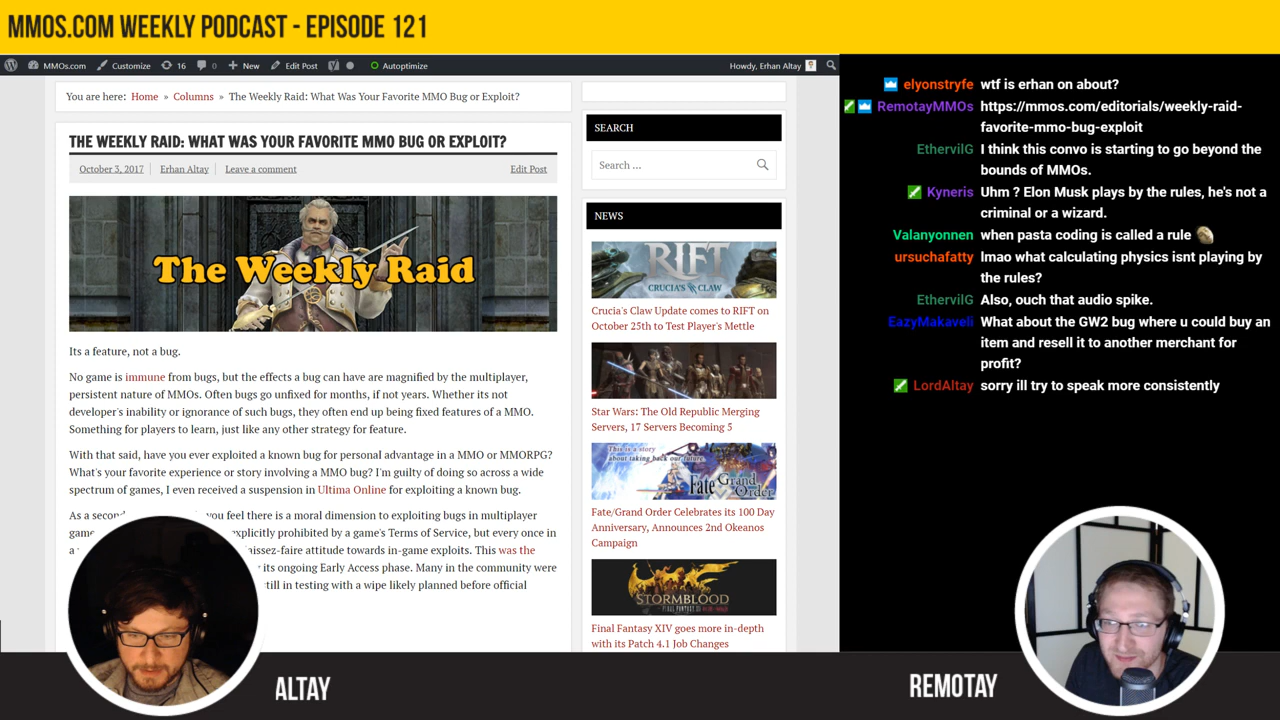 MMOS.COM WEEKLY PODCAST - EPISODE 121
MMOs.com Customize 16 0 New Edit Post Autoptimize Howdy, Erhan Altay
You are here: Home » Columns » The Weekly Raid: What Was Your Favorite MMO Bug or Exploit?
THE WEEKLY RAID: WHAT WAS YOUR FAVORITE MMO BUG OR EXPLOIT?
October 3, 2017 Erhan Altay Leave a comment Edit Post
The Weekly Raid
Its a feature, not a bug.
No game is immune from bugs, but the effects a bug can have are magnified by the multiplayer,
persistent nature of MMOs. Often bugs go unfixed for months, if not years. Whether its not
developer's inability or ignorance of such bugs, they often end up being fixed features of a MMO.
Something for players to learn, just like any other strategy for feature.
With that said, have you ever exploited a known bug for personal advantage in a MMO or MMORPG?
What's your favorite experience or story involving a MMO bug? I'm guilty of doing so across a wide
spectrum of games, I even received a suspension in Ultima Online for exploiting a known bug.
As a second you feel there is a moral dimension to exploiting bugs in multiplayer
game explicitly prohibited by a game's Terms of Service, but every once in
a aissez-faire attitude towards in-game exploits. This was the
its ongoing Early Access phase. Many in the community were
still in testing with a wipe likely planned before official
SEARCH
Search ...
NEWS
RIFT
CRUCIA'S CLAW
Crucia's Claw Update comes to RIFT on
October 25th to Test Player's Mettle
Star Wars: The Old Republic Merging
Servers, 17 Servers Becoming 5
This is a story
about taking back our future.
Fate Grand Order
Fate/Grand Order Celebrates its 100 Day
Anniversary, Announces 2nd Okeanos
Campaign
STORMBLOOD
Final Fantasy XIV goes more in-depth
with its Patch 4.1 Job Changes
elyonstryfe wtf is erhan on about?
RemotayMMOs https://mmos.com/editorials/weekly-raid-
favorite-mmo-bug-exploit
EthervilG I think this convo is starting to go beyond the
bounds of MMOs.
Kyneris Uhm ? Elon Musk plays by the rules, he's not a
criminal or a wizard.
Valanyonnen when pasta coding is called a rule
ursuchafatty lmao what calculating physics isnt playing by
the rules?
EthervilG Also, ouch that audio spike.
EazyMakaveli What about the GW2 bug where u could buy an
item and resell it to another merchant for
profit?
LordAltay sorry ill try to speak more consistently
ALTAY
REMOTAY